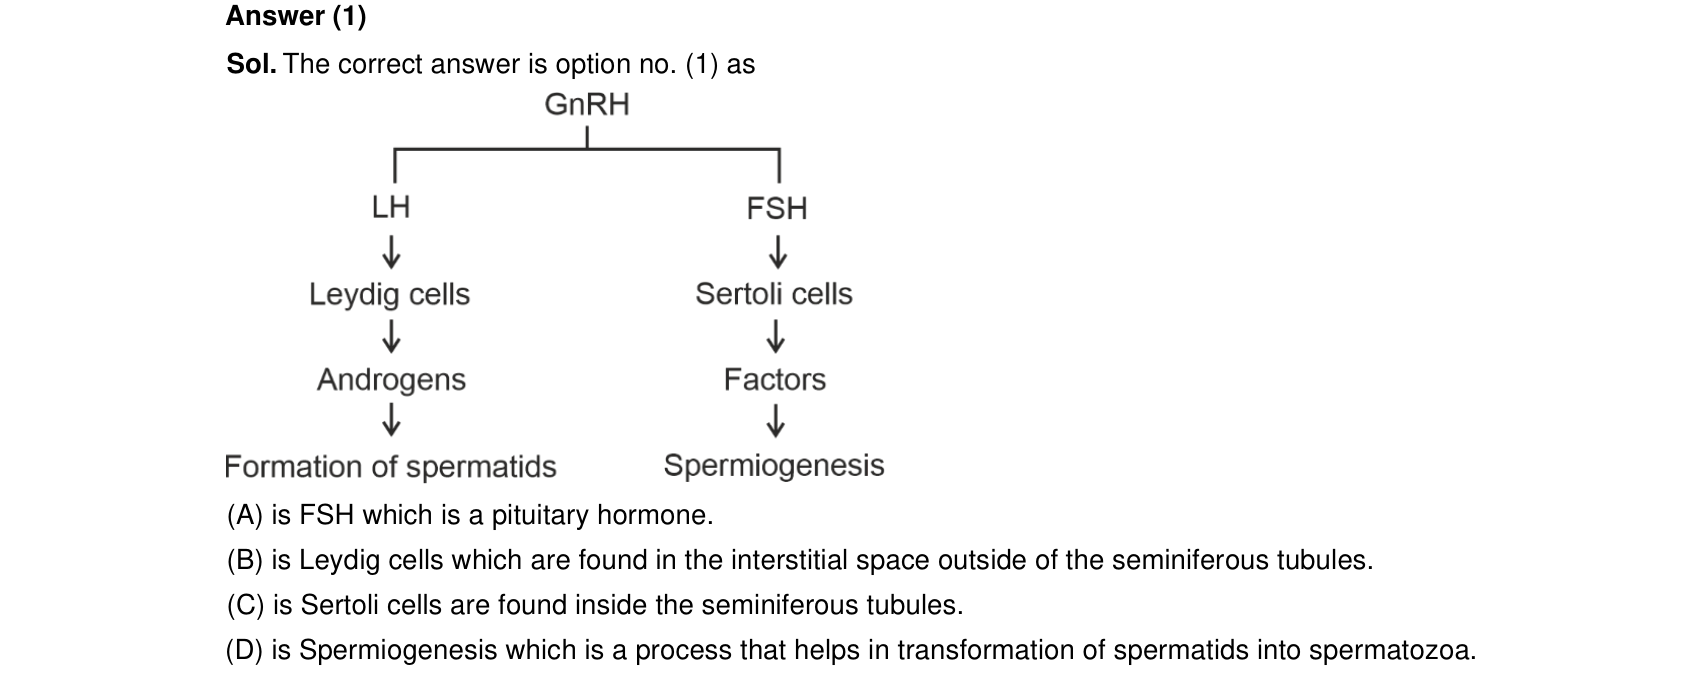 Answer (1)
Sol. The correct answer is option no. (1) as
GnRH
LH FSH
Leydig cells Sertoli cells
Androgens Factors
Formation of spermatids Spermiogenesis
(A) is FSH which is a pituitary hormone.
(B) is Leydig cells which are found in the interstitial space outside of the seminiferous tubules.
(C) is Sertoli cells are found inside the seminiferous tubules.
(D) is Spermiogenesis which is a process that helps in transformation of spermatids into spermatozoa.